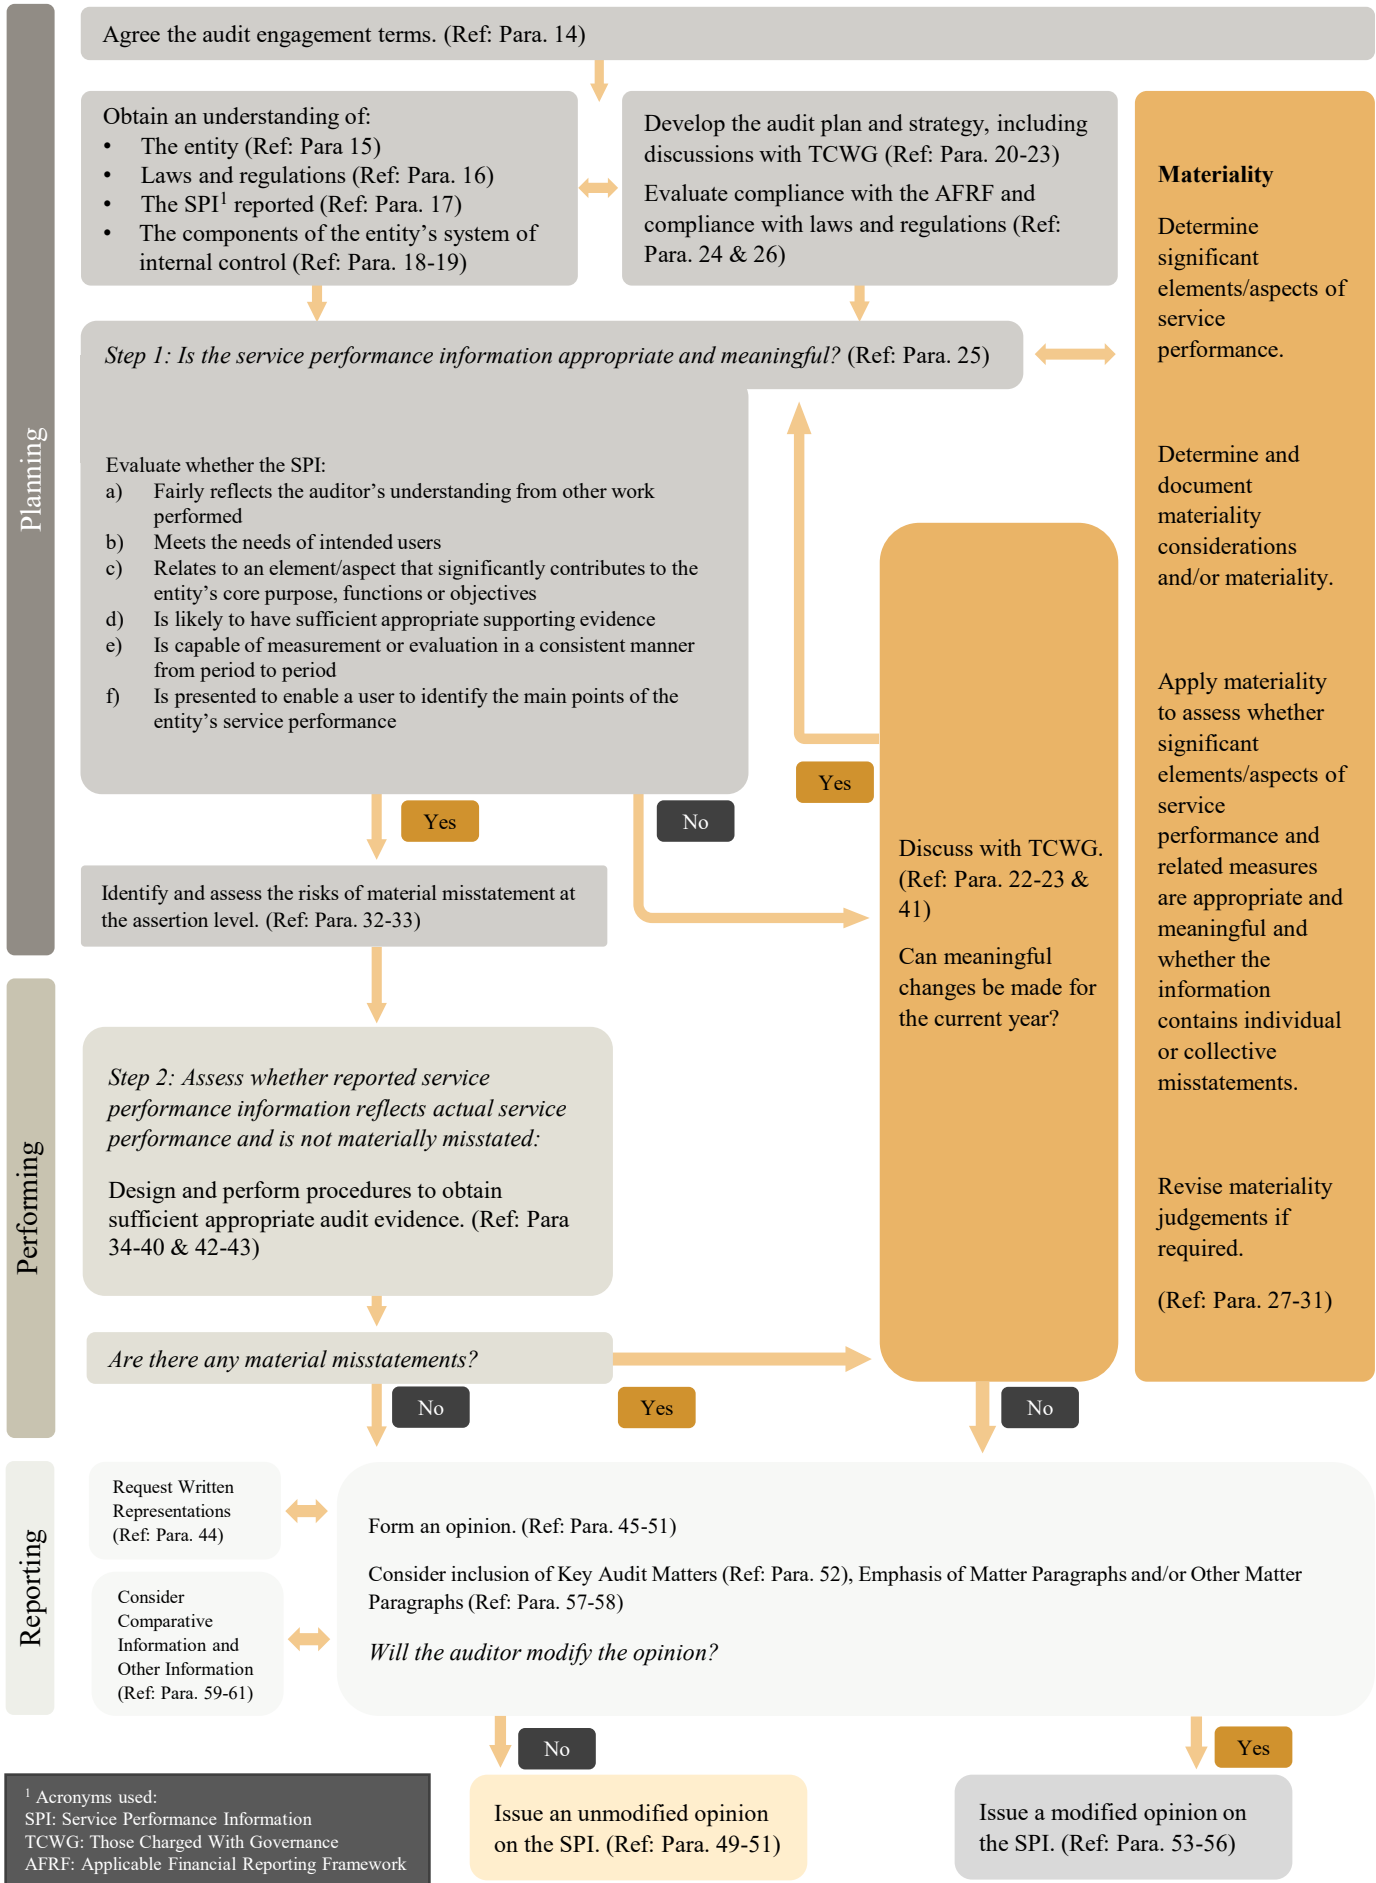 Planning
Agree the audit engagement terms. (Ref: Para. 14)
Obtain an understanding of:
• The entity (Ref: Para 15)
• Laws and regulations (Ref: Para. 16)
• The SPI¹ reported (Ref: Para. 17)
• The components of the entity’s system of
internal control (Ref: Para. 18-19)
Develop the audit plan and strategy, including
discussions with TCWG (Ref: Para. 20-23)
Evaluate compliance with the AFRF and
compliance with laws and regulations (Ref:
Para. 24 & 26)
Step 1: Is the service performance information appropriate and meaningful? (Ref: Para. 25)
Evaluate whether the SPI:
a) Fairly reflects the auditor’s understanding from other work
performed
b) Meets the needs of intended users
c) Relates to an element/aspect that significantly contributes to the
entity’s core purpose, functions or objectives
d) Is likely to have sufficient appropriate supporting evidence
e) Is capable of measurement or evaluation in a consistent manner
from period to period
f) Is presented to enable a user to identify the main points of the
entity’s service performance
Yes
No
Yes
Identify and assess the risks of material misstatement at
the assertion level. (Ref: Para. 32-33)
Discuss with TCWG.
(Ref: Para. 22-23 &
41)
Can meaningful
changes be made for
the current year?
Materiality
Determine
significant
elements/aspects of
service
performance.
Determine and
document
materiality
considerations
and/or materiality.
Apply materiality
to assess whether
significant
elements/aspects of
service
performance and
related measures
are appropriate and
meaningful and
whether the
information
contains individual
or collective
misstatements.
Revise materiality
judgements if
required.
(Ref: Para. 27-31)
Performing
Step 2: Assess whether reported service
performance information reflects actual service
performance and is not materially misstated:
Design and perform procedures to obtain
sufficient appropriate audit evidence. (Ref: Para
34-40 & 42-43)
Are there any material misstatements?
No
Yes
No
Reporting
Request Written
Representations
(Ref: Para. 44)
Consider
Comparative
Information and
Other Information
(Ref: Para. 59-61)
Form an opinion. (Ref: Para. 45-51)
Consider inclusion of Key Audit Matters (Ref: Para. 52), Emphasis of Matter Paragraphs and/or Other Matter
Paragraphs (Ref: Para. 57-58)
Will the auditor modify the opinion?
No
Yes
Issue an unmodified opinion
on the SPI. (Ref: Para. 49-51)
Issue a modified opinion on
the SPI. (Ref: Para. 53-56)
¹ Acronyms used:
SPI: Service Performance Information
TCWG: Those Charged With Governance
AFRF: Applicable Financial Reporting Framework